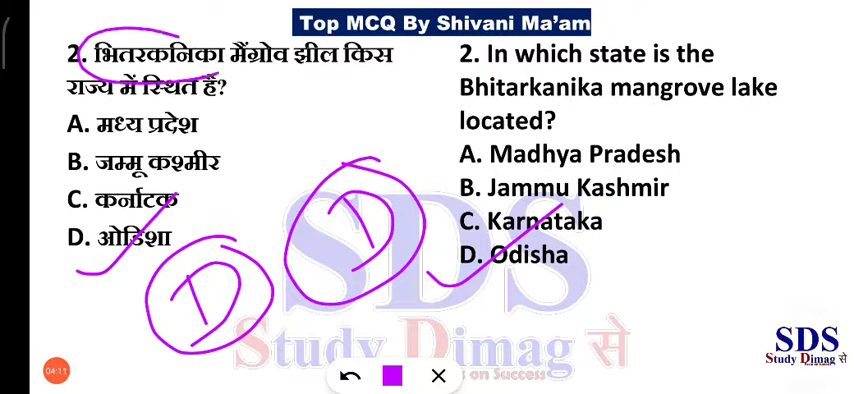 Top MCQ By Shivani Ma'am
2. भितरकनिका मैंग्रोव झील किस
राज्य में स्थित हैं?
A. मध्य प्रदेश
B. जम्मू कश्मीर
C. कर्नाटक
D. ओडिशा
2. In which state is the
Bhitarkanika mangrove lake
located?
A. Madhya Pradesh
B. Jammu Kashmir
C. Karnataka
D. Odisha
D
D
SDS
Study Dimag से
on Success
SDS
Study Dimag से
04:11